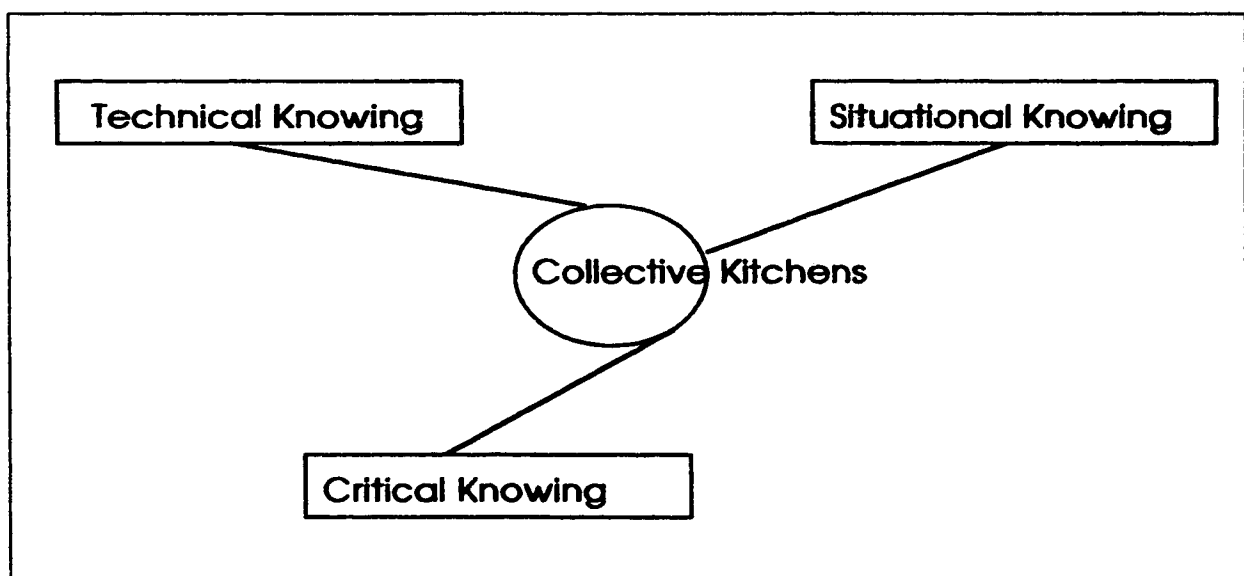 Technical Knowing
Situational Knowing
Collective Kitchens
Critical Knowing